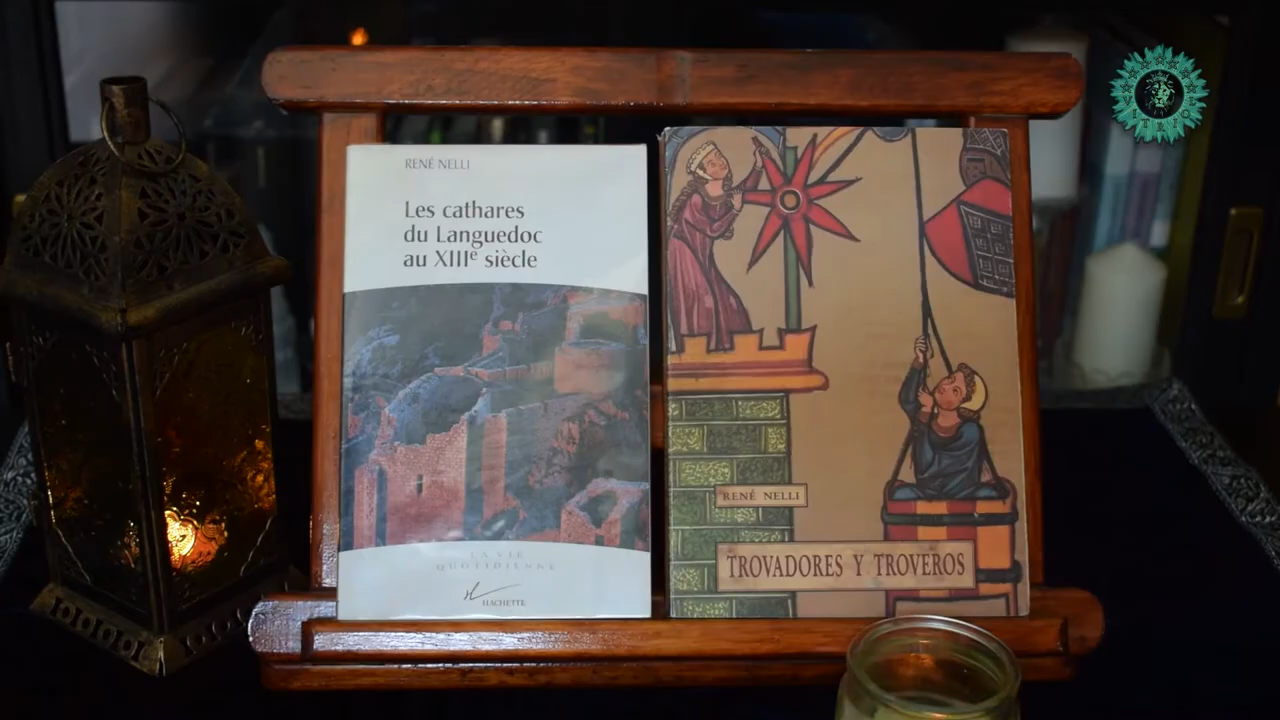 RENÉ NELLI
Les cathares
du Languedoc
au XIIIe siècle
LA VIE
QUOTIDIENNE
HACHETTE
RENÉ NELLI
TROVADORES Y TROVEROS